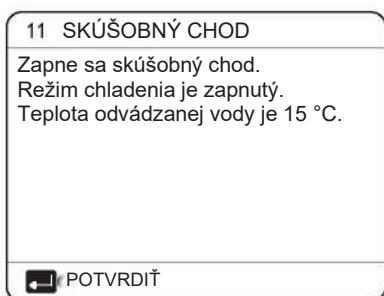 11 SKÚŠOBNÝ CHOD
Zapne sa skúšobný chod.
Režim chladenia je zapnutý.
Teplota odvádzanej vody je 15 °C.
POTVRDIŤ